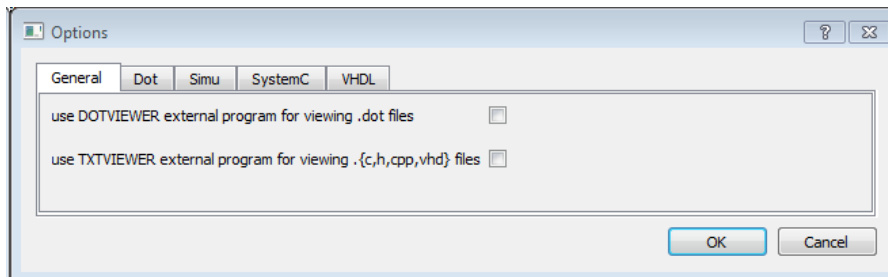 Options
General Dot Simu SystemC VHDL
use DOTVIEWER external program for viewing .dot files
use TXTVIEWER external program for viewing .{c,h,cpp,vhd} files
OK Cancel